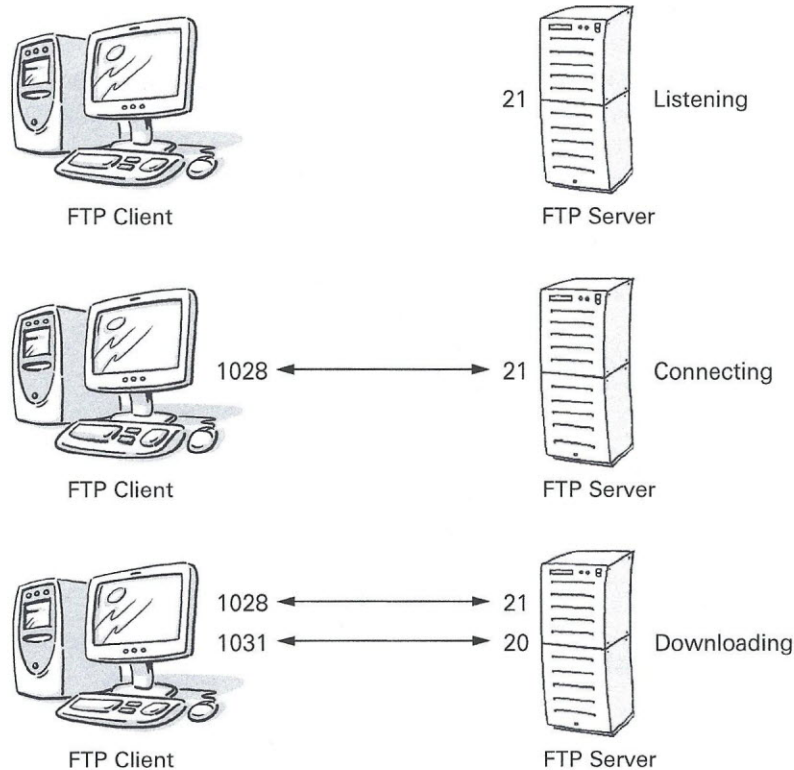 21 Listening
FTP Client FTP Server
1028 21 Connecting
FTP Client FTP Server
1028 21
1031 20 Downloading
FTP Client FTP Server